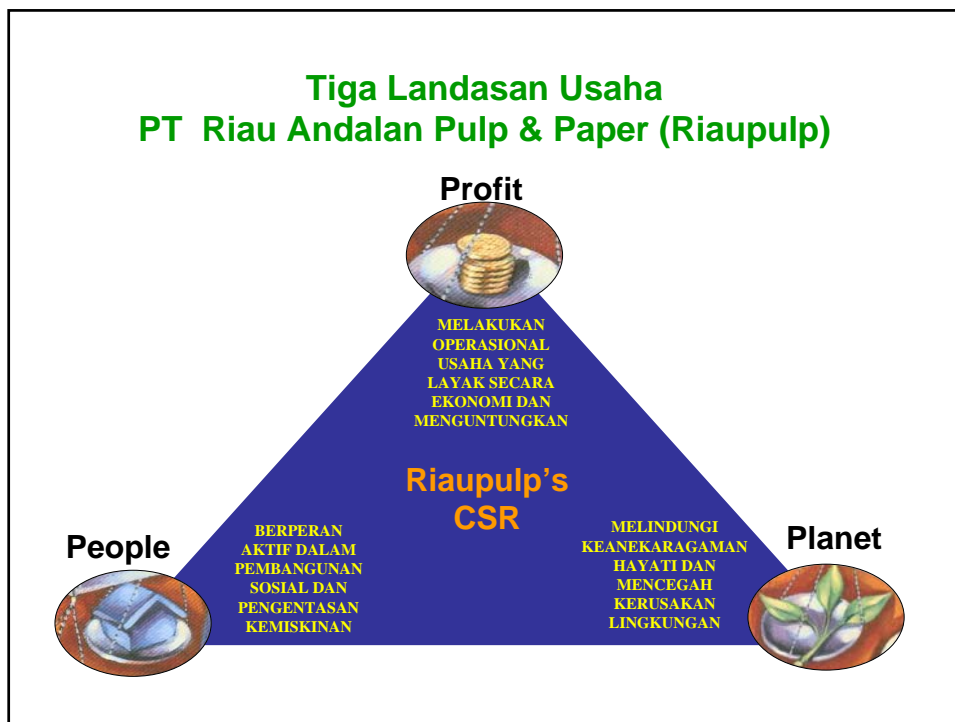 Tiga Landasan Usaha
PT Riau Andalan Pulp & Paper (Riaupulp)
Profit
MELAKUKAN
OPERASIONAL
USAHA YANG
LAYAK SECARA
EKONOMI DAN
MENGUNTUNGKAN
Riaupulp’s
CSR
People
BERPERAN
AKTIF DALAM
PEMBANGUNAN
SOSIAL DAN
PENGENTASAN
KEMISKINAN
MELINDUNGI
KEANEKARAGAMAN
HAYATI DAN
MENCEGAH
KERUSAKAN
LINGKUNGAN
Planet